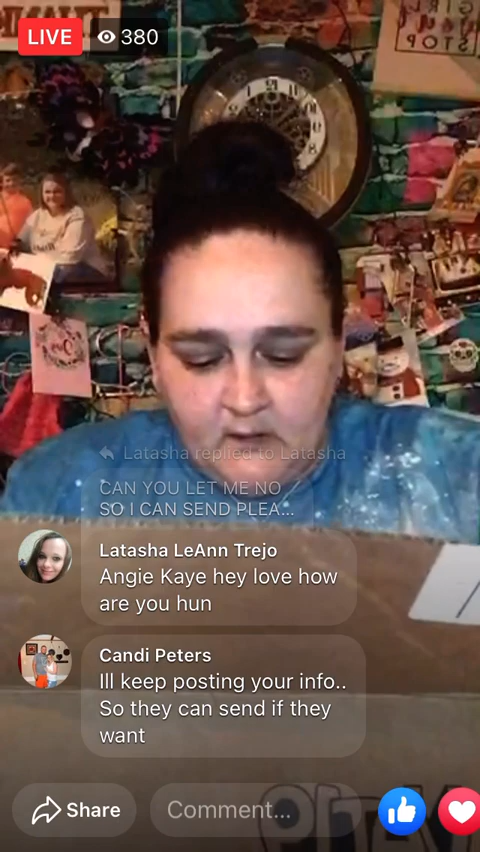 LIVE 380
GIRL
STOP
Latasha replied to Latasha
CAN YOU LET ME NO
SO I CAN SEND PLEA...
Latasha LeAnn Trejo
Angie Kaye hey love how
are you hun
Candi Peters
Ill keep posting your info..
So they can send if they
want
Share Comment...